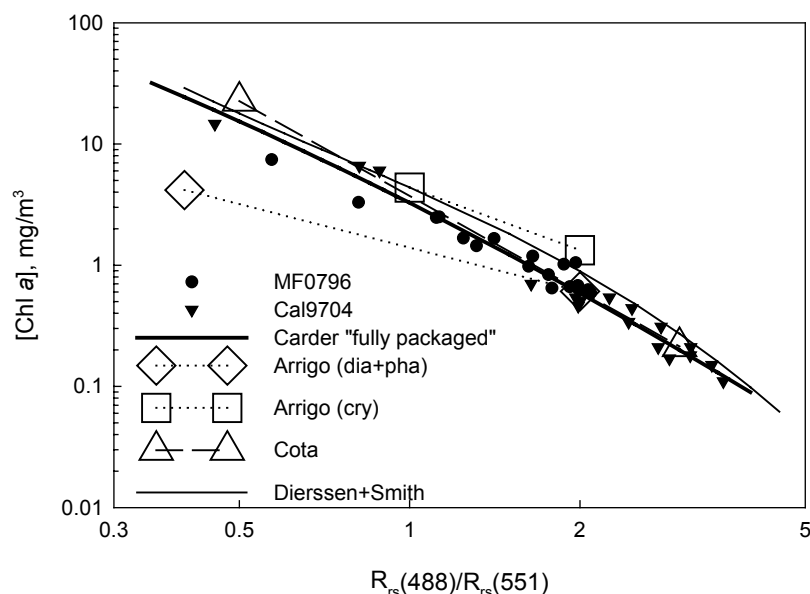 100
10
1
0.1
0.01
[Chl a], mg/m³
MF0796
Cal9704
Carder "fully packaged"
Arrigo (dia+pha)
Arrigo (cry)
Cota
Dierssen+Smith
0.3 0.5 1 2 5
Rrs(488)/Rrs(551)